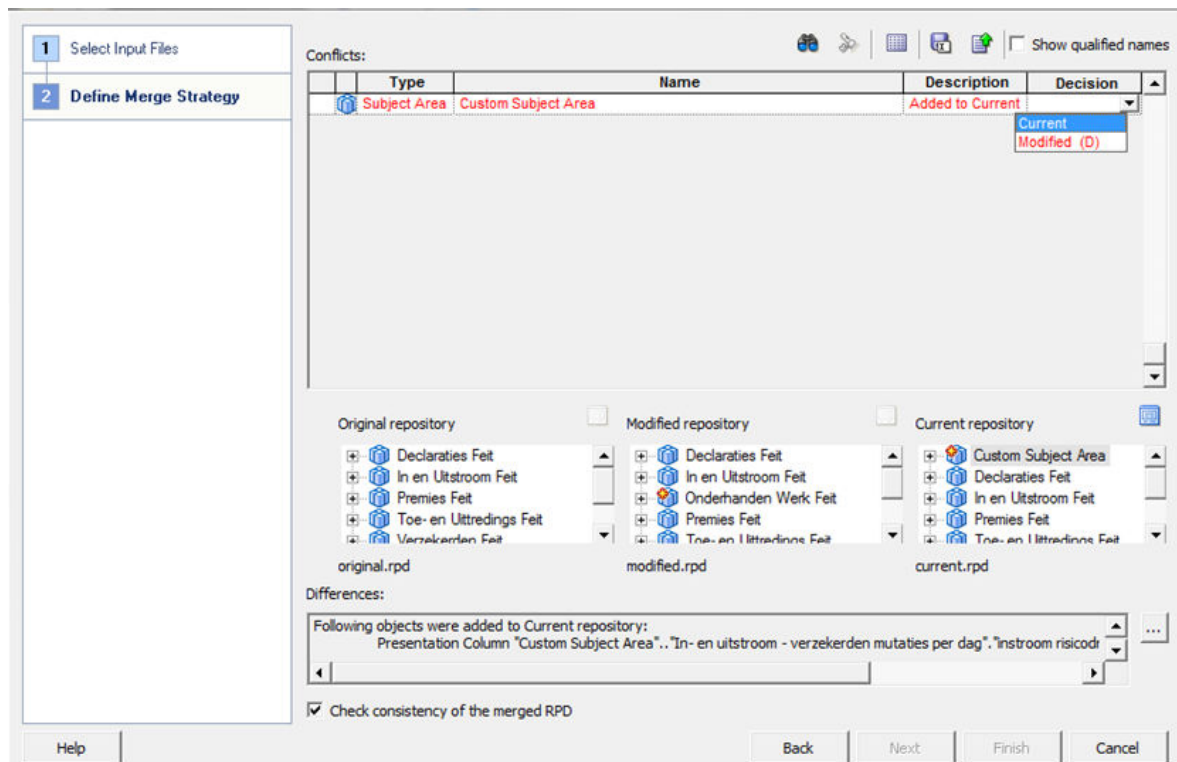 1 Select Input Files
2 Define Merge Strategy
Conflicts:
Show qualified names
Type Name Description Decision
Subject Area Custom Subject Area Added to Current
Current
Modified (D)
Original repository
Declaraties Feit
In en Uitstroom Feit
Premies Feit
Toe- en Uittredings Feit
Verzekerden Feit
original.rpd
Modified repository
Declaraties Feit
In en Uitstroom Feit
Onderhanden Werk Feit
Premies Feit
Toe- en Uittredings Feit
modified.rpd
Current repository
Custom Subject Area
Declaraties Feit
In en Uitstroom Feit
Premies Feit
Toe- en Uittredings Feit
current.rpd
Differences:
Following objects were added to Current repository:
Presentation Column "Custom Subject Area".."In- en uitstroom - verzekerden mutaties per dag"."instroom risicodr
...
Check consistency of the merged RPD
Help Back Next Finish Cancel